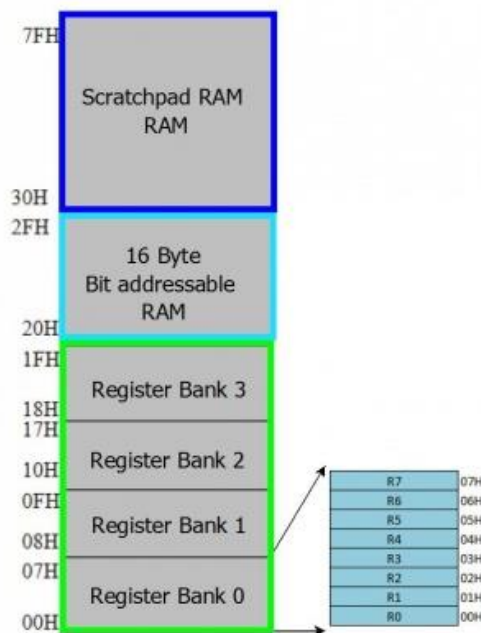 7FH
Scratchpad RAM
RAM
30H
2FH
16 Byte
Bit addressable
RAM
20H
1FH
Register Bank 3
18H
17H
Register Bank 2
10H
0FH
Register Bank 1
08H
07H
Register Bank 0
00H
R7 07H
R6 06H
R5 05H
R4 04H
R3 03H
R2 02H
R1 01H
R0 00H